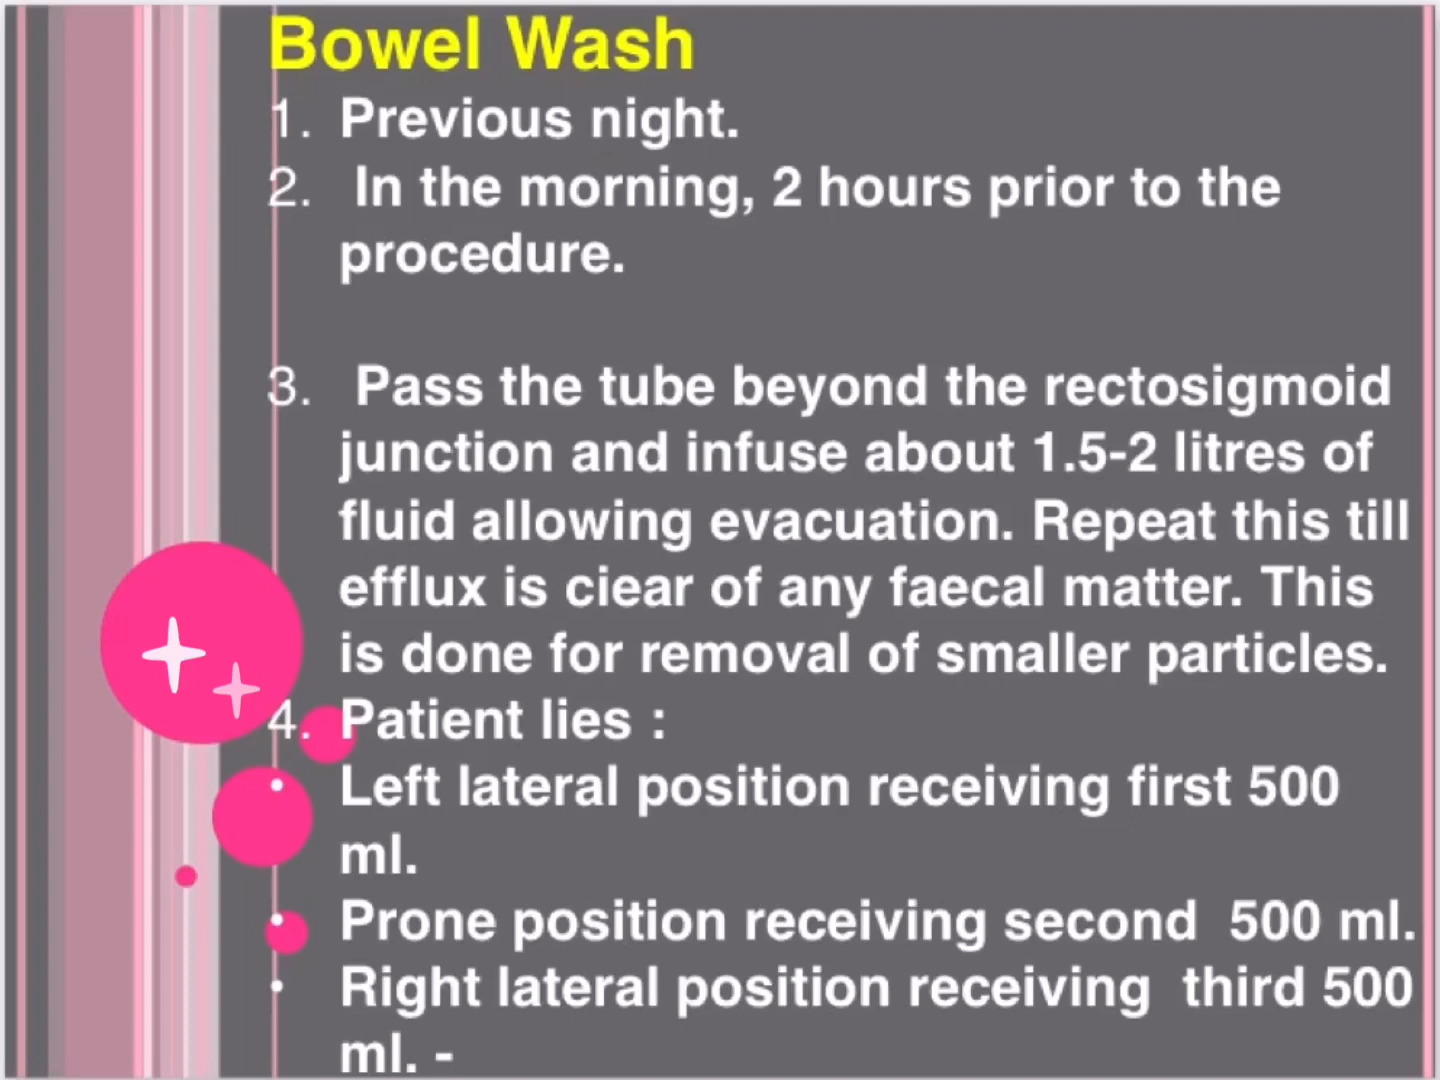 Bowel Wash
1. Previous night.
2. In the morning, 2 hours prior to the
procedure.
3. Pass the tube beyond the rectosigmoid
junction and infuse about 1.5-2 litres of
fluid allowing evacuation. Repeat this till
efflux is ciear of any faecal matter. This
is done for removal of smaller particles.
4. Patient lies :
• Left lateral position receiving first 500
ml.
• Prone position receiving second 500 ml.
• Right lateral position receiving third 500
ml. -